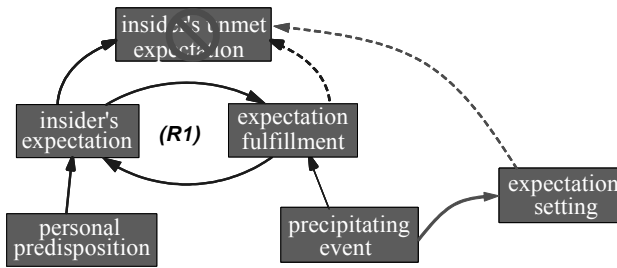 insider's unmet
expectation
insider's
expectation
(R1)
expectation
fulfillment
personal
predisposition
precipitating
event
expectation
setting